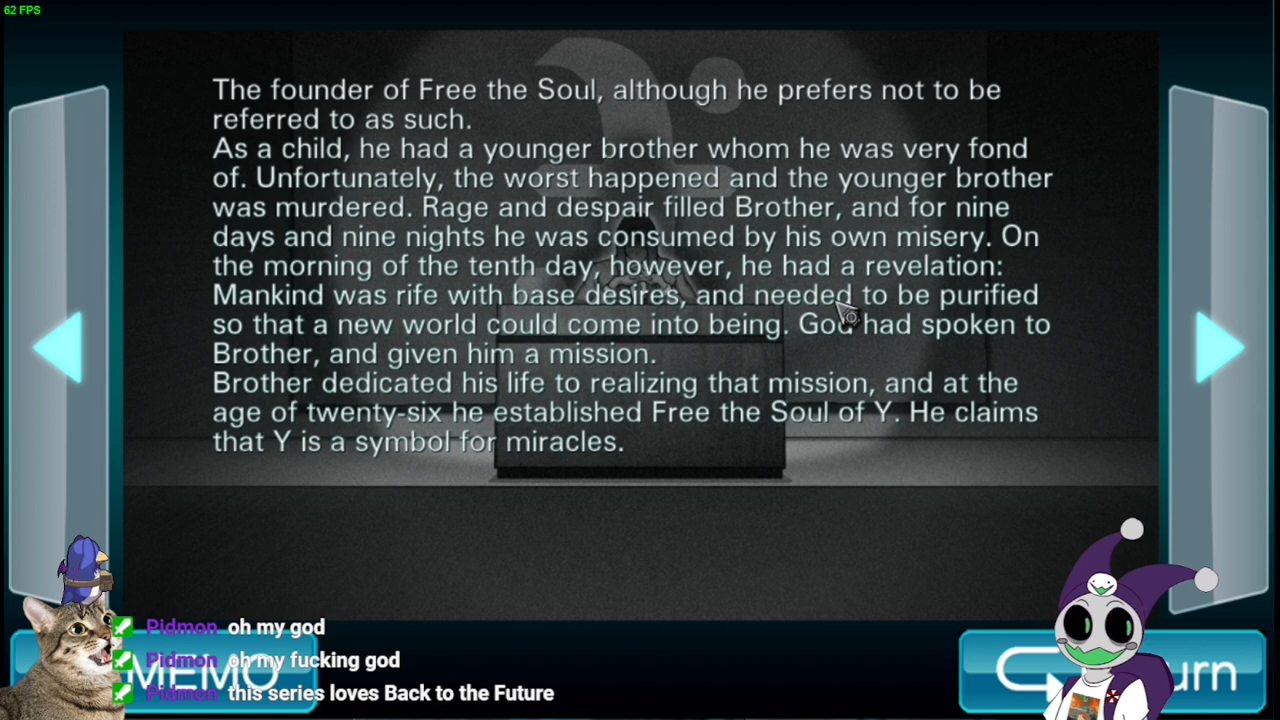 62 FPS
The founder of Free the Soul, although he prefers not to be
referred to as such.
As a child, he had a younger brother whom he was very fond
of. Unfortunately, the worst happened and the younger brother
was murdered. Rage and despair filled Brother, and for nine
days and nine nights he was consumed by his own misery. On
the morning of the tenth day, however, he had a revelation:
Mankind was rife with base desires, and needed to be purified
so that a new world could come into being. God had spoken to
Brother, and given him a mission.
Brother dedicated his life to realizing that mission, and at the
age of twenty-six he established Free the Soul of Y. He claims
that Y is a symbol for miracles.
Pidmon oh my god
Pidmon oh my fucking god
MEMO
urn
Pidmon this series loves Back to the Future